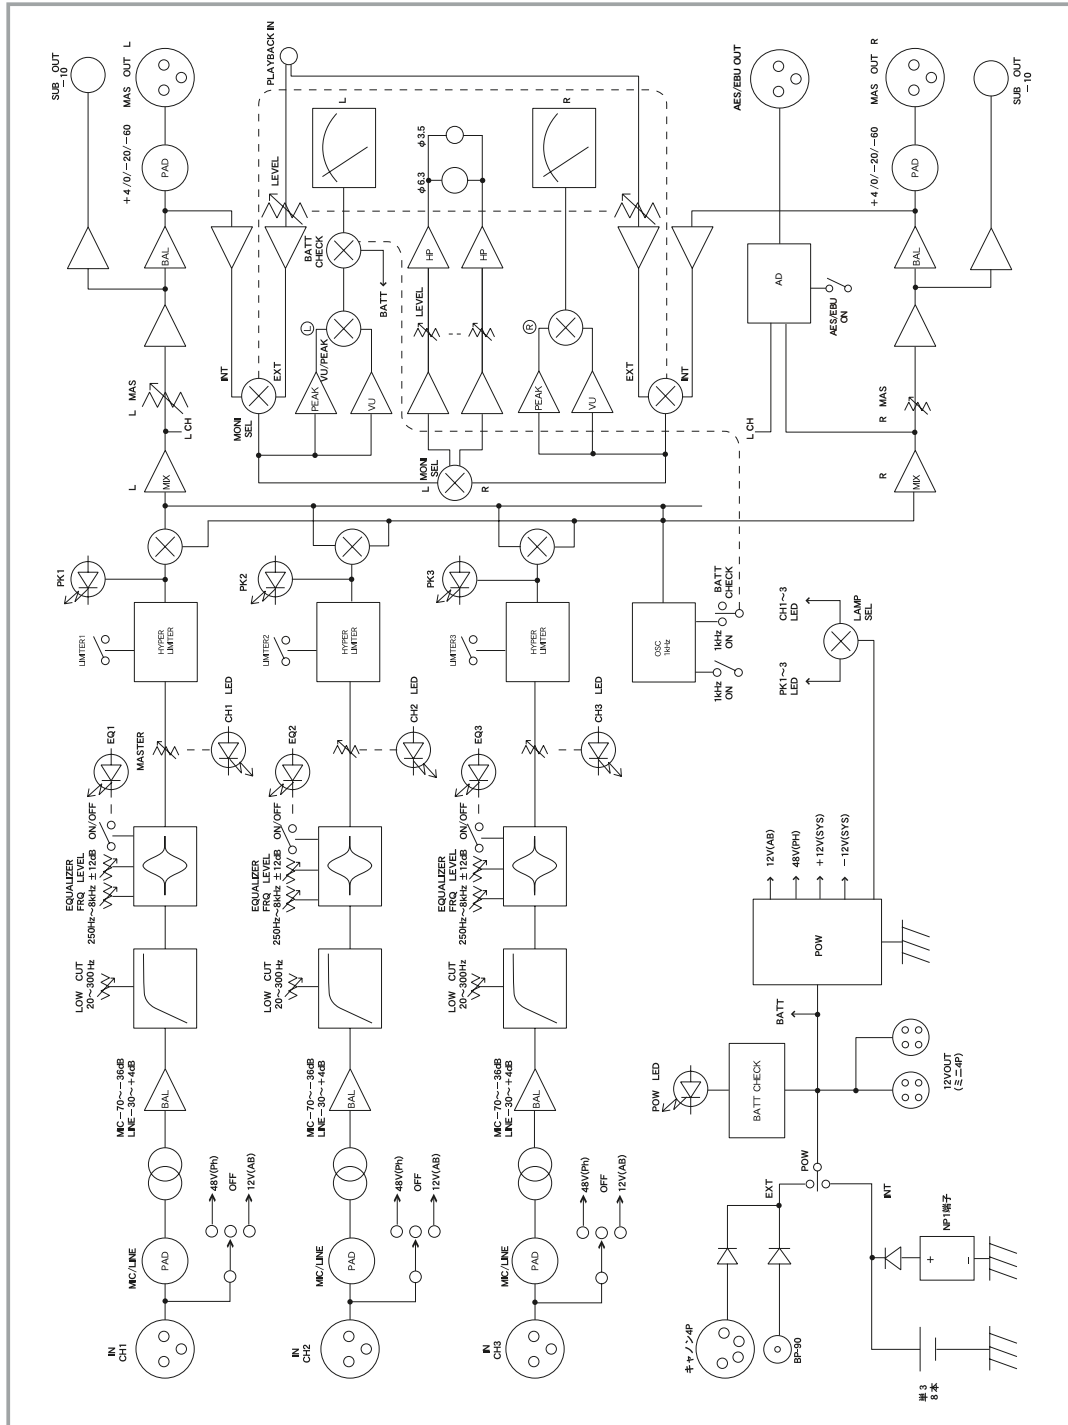 SUB OUT
−10
MAS OUT L
+4/0/−20/−60
PAD
BAL
L MAS
L CH
L
MIX
PLAYBACK IN
LEVEL
L
φ3.5
φ6.3
R
BATT
CHECK
BATT
HP
HP
LEVEL
INT
EXT
MONI
SEL
L
VU/PEAK
PEAK
VU
R
PEAK
VU
EXT
INT
MONI
SEL
L
R
AES/EBU OUT
AD
AES/EBU
ON
L CH
MAS OUT R
+4/0/−20/−60
PAD
BAL
SUB OUT
−10
R MAS
R
MIX
PK1
LIMITER1
HYPER
LIMITER
EQ1
MASTER
CH1 LED
ON/OFF
EQUALIZER
FRQ LEVEL
250Hz〜8kHz ±12dB
LOW CUT
20〜300Hz
MIC−70〜−36dB
LINE−30〜+4dB
BAL
48V(Ph)
OFF
12V(AB)
MIC/LINE
PAD
IN
CH1
PK2
LIMITER2
HYPER
LIMITER
EQ2
CH2 LED
ON/OFF
EQUALIZER
FRQ LEVEL
250Hz〜8kHz ±12dB
LOW CUT
20〜300Hz
MIC−70〜−36dB
LINE−30〜+4dB
BAL
48V(Ph)
OFF
12V(AB)
MIC/LINE
PAD
IN
CH2
PK3
LIMITER3
HYPER
LIMITER
EQ3
CH3 LED
ON/OFF
EQUALIZER
FRQ LEVEL
250Hz〜8kHz ±12dB
LOW CUT
20〜300Hz
MIC−70〜−36dB
LINE−30〜+4dB
BAL
48V(Ph)
OFF
12V(AB)
MIC/LINE
PAD
IN
CH3
OSC
1kHz
1kHz
ON
BATT
CHECK
1kHz
ON
CH1〜3
LED
LAMP
SEL
PK1〜3
LED
12V(AB)
48V(PH)
+12V(SYS)
−12V(SYS)
POW
BATT
POW LED
BATT CHECK
12VOUT
(ミニ4P)
POW
EXT
INT
キャノン4P
BP-90
NP1端子
+
−
単3
8本